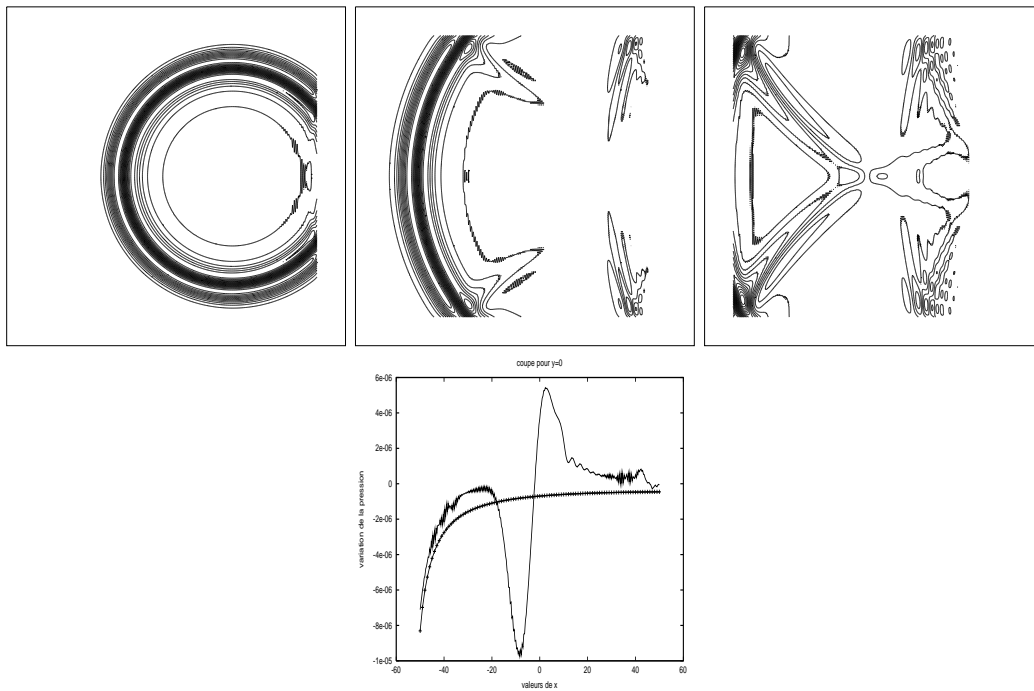 coupe pour y=0
6e-06
4e-06
2e-06
0
-2e-06
-4e-06
-6e-06
-8e-06
-1e-05
variation de la pression
-60 -40 -20 0 20 40 60
valeurs de x